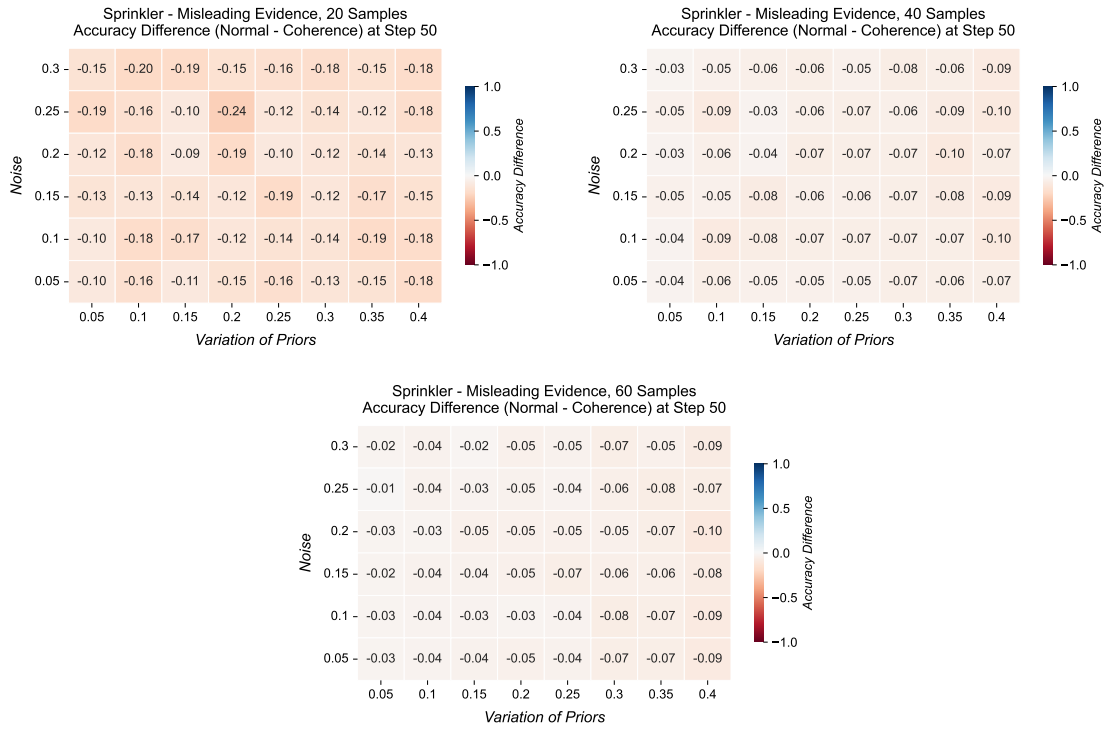 Sprinkler - Misleading Evidence, 20 Samples
Accuracy Difference (Normal - Coherence) at Step 50
0.3 -0.15 -0.20 -0.19 -0.15 -0.16 -0.18 -0.15 -0.18
0.25 -0.19 -0.16 -0.10 -0.24 -0.12 -0.14 -0.12 -0.18
0.2 -0.12 -0.18 -0.09 -0.19 -0.10 -0.12 -0.14 -0.13
0.15 -0.13 -0.13 -0.14 -0.12 -0.19 -0.12 -0.17 -0.15
0.1 -0.10 -0.18 -0.17 -0.12 -0.14 -0.14 -0.19 -0.18
0.05 -0.10 -0.16 -0.11 -0.15 -0.16 -0.13 -0.15 -0.18
0.05 0.1 0.15 0.2 0.25 0.3 0.35 0.4
Variation of Priors
Noise
1.0
0.5
0.0
−0.5
−1.0
Accuracy Difference
Sprinkler - Misleading Evidence, 40 Samples
Accuracy Difference (Normal - Coherence) at Step 50
0.3 -0.03 -0.05 -0.06 -0.06 -0.05 -0.08 -0.06 -0.09
0.25 -0.05 -0.09 -0.03 -0.06 -0.07 -0.06 -0.09 -0.10
0.2 -0.03 -0.06 -0.04 -0.07 -0.07 -0.07 -0.10 -0.07
0.15 -0.05 -0.05 -0.08 -0.06 -0.06 -0.07 -0.08 -0.09
0.1 -0.04 -0.09 -0.08 -0.07 -0.07 -0.07 -0.07 -0.10
0.05 -0.04 -0.06 -0.07 -0.05 -0.05 -0.07 -0.06 -0.07
0.05 0.1 0.15 0.2 0.25 0.3 0.35 0.4
Variation of Priors
Noise
1.0
0.5
0.0
−0.5
−1.0
Accuracy Difference
Sprinkler - Misleading Evidence, 60 Samples
Accuracy Difference (Normal - Coherence) at Step 50
0.3 -0.02 -0.04 -0.02 -0.05 -0.05 -0.07 -0.05 -0.09
0.25 -0.01 -0.04 -0.03 -0.05 -0.04 -0.06 -0.08 -0.07
0.2 -0.03 -0.03 -0.05 -0.05 -0.05 -0.05 -0.07 -0.10
0.15 -0.02 -0.04 -0.04 -0.05 -0.07 -0.06 -0.06 -0.08
0.1 -0.03 -0.03 -0.03 -0.03 -0.04 -0.08 -0.07 -0.09
0.05 -0.03 -0.04 -0.04 -0.05 -0.04 -0.07 -0.07 -0.09
0.05 0.1 0.15 0.2 0.25 0.3 0.35 0.4
Variation of Priors
Noise
1.0
0.5
0.0
−0.5
−1.0
Accuracy Difference